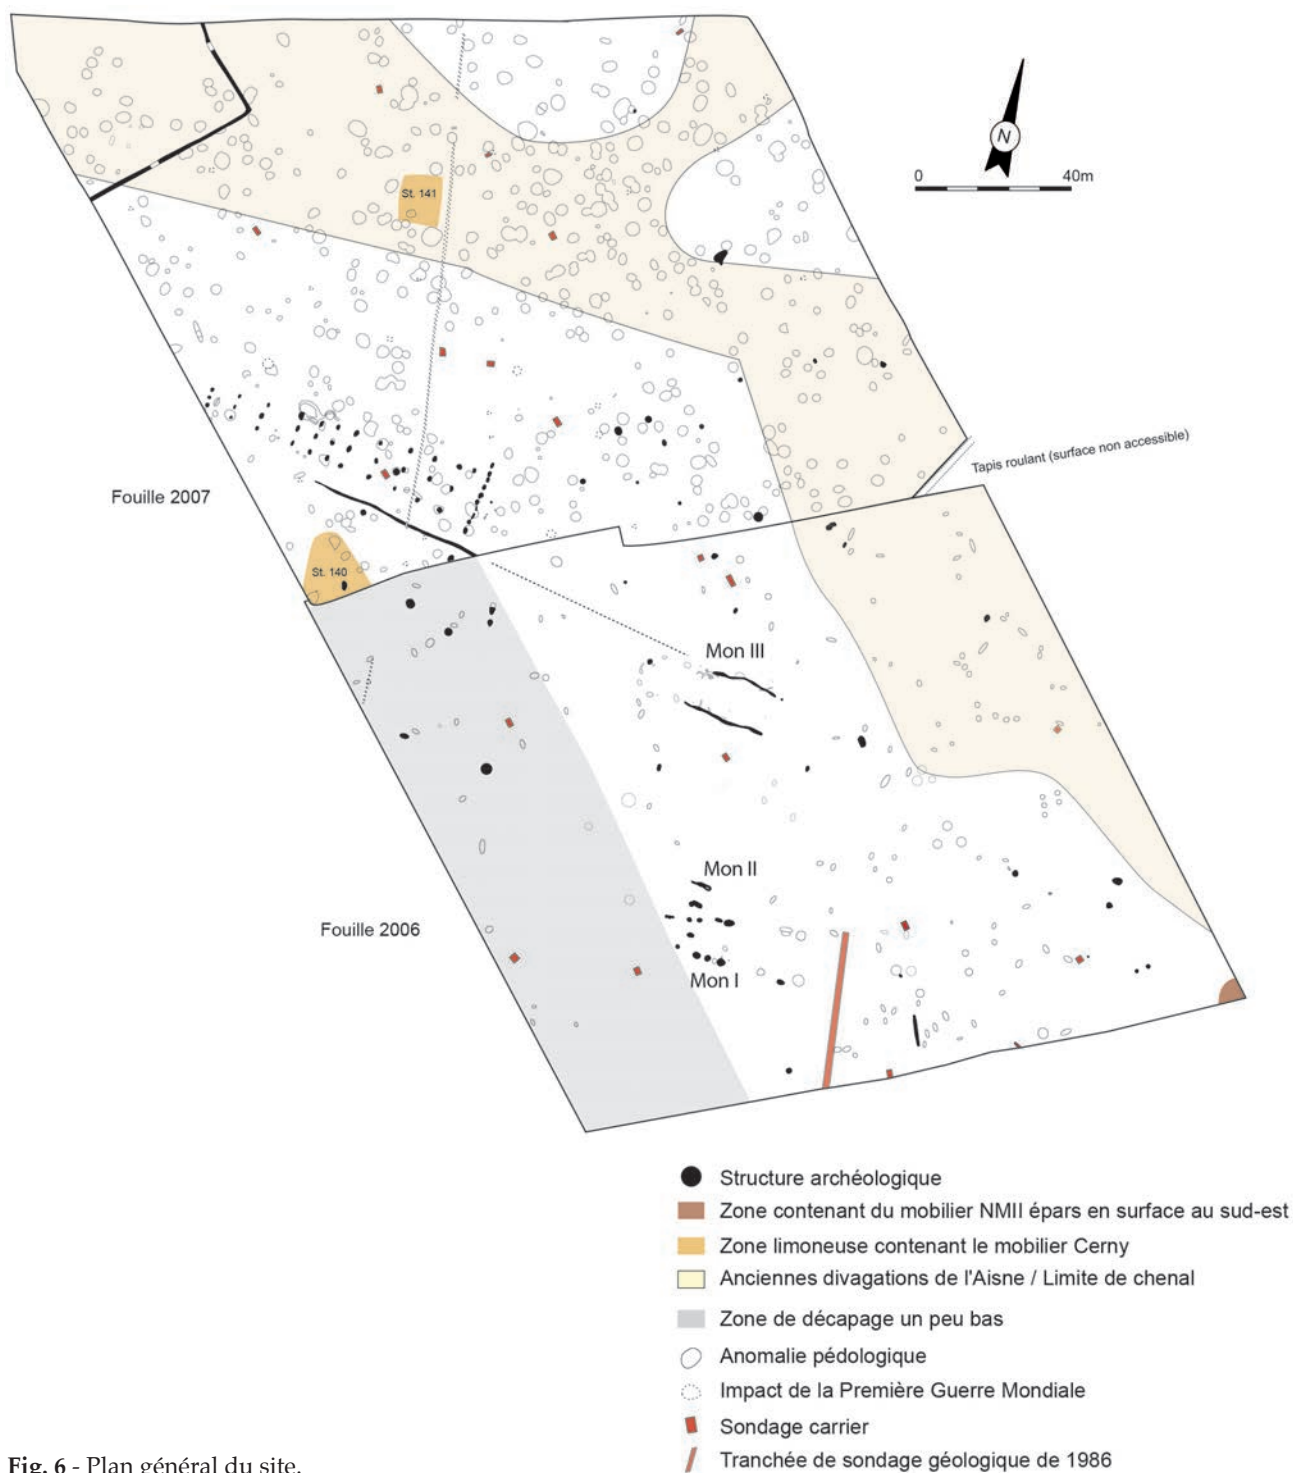 N
0 40m
St. 141
Tapis roulant (surface non accessible)
Fouille 2007
St. 140
Mon III
Mon II
Fouille 2006
Mon I
Structure archéologique
Zone contenant du mobilier NMII épars en surface au sud-est
Zone limoneuse contenant le mobilier Cerny
Anciennes divagations de l'Aisne / Limite de chenal
Zone de décapage un peu bas
Anomalie pédologique
Impact de la Première Guerre Mondiale
Sondage carrier
Tranchée de sondage géologique de 1986
Fig. 6 - Plan général du site.